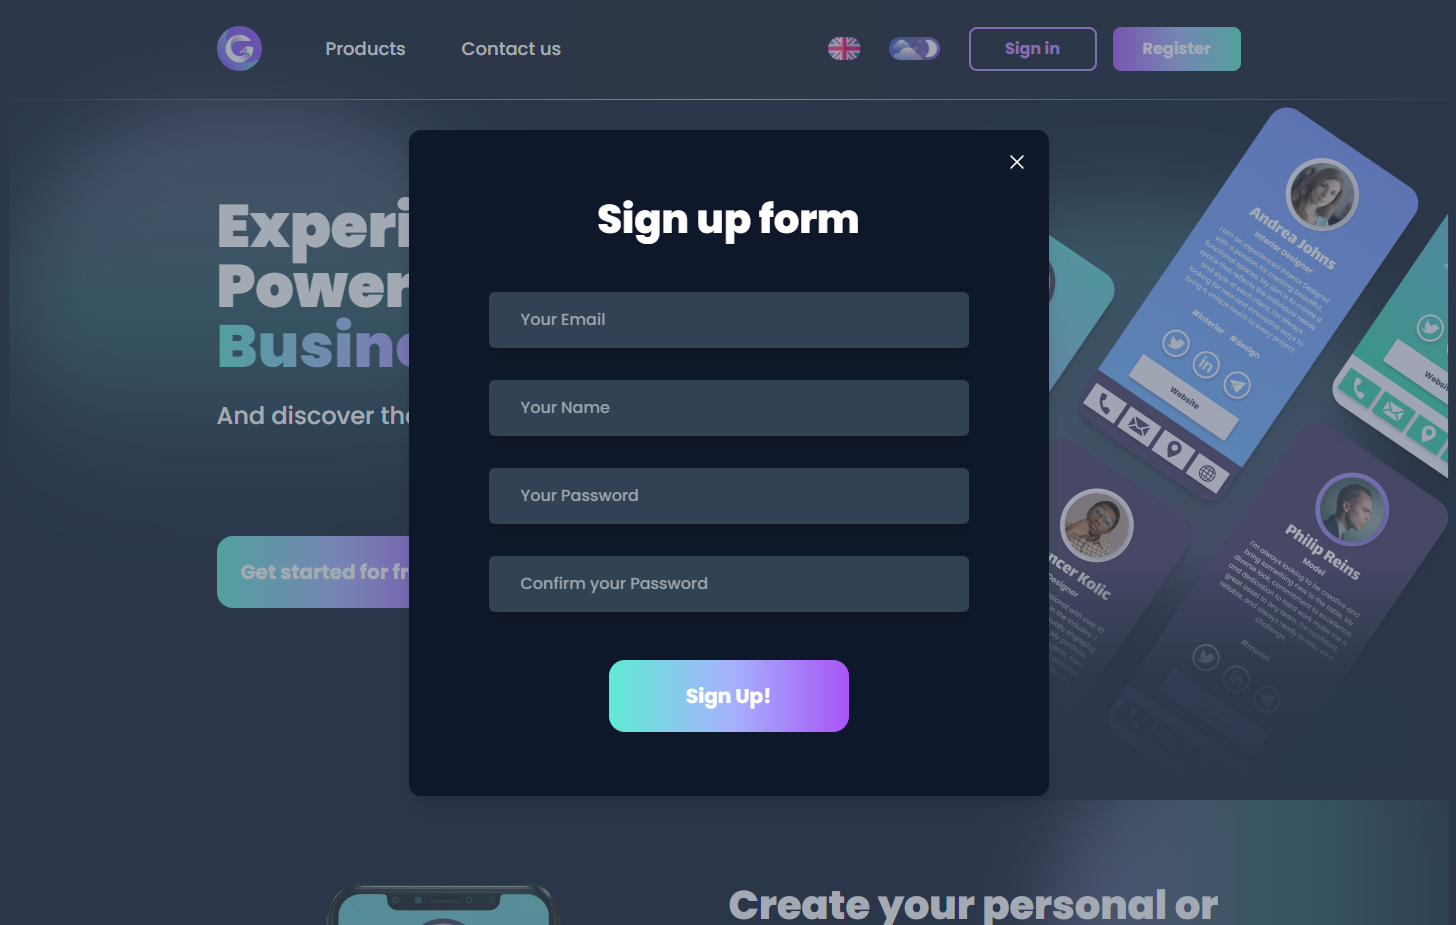 Products
Contact us
Sign in
Register
Experi
Power
Busin
And discover th
Get started for fr
Sign up form
Your Email
Your Name
Your Password
Confirm your Password
Sign Up!
Andrea Johns
Interior Designer
I am an experienced Interior Designer
with a passion for creating beautiful,
functional spaces. My aim is to create a
space that reflects the individual needs
and style of each client. I'm always
looking for new and innovative ways to
bring a unique touch to every project.
#interior #design
Website
Website
ncer Kolic
Designer
Philip Reins
Model
I'm always looking to be creative and
bring something new to the table. My
diverse look, commitment to excellence,
and dedication to hard work make me a
great asset to any team. I'm confident,
reliable, and always ready to take on a
challenge.
#model
Create your personal or